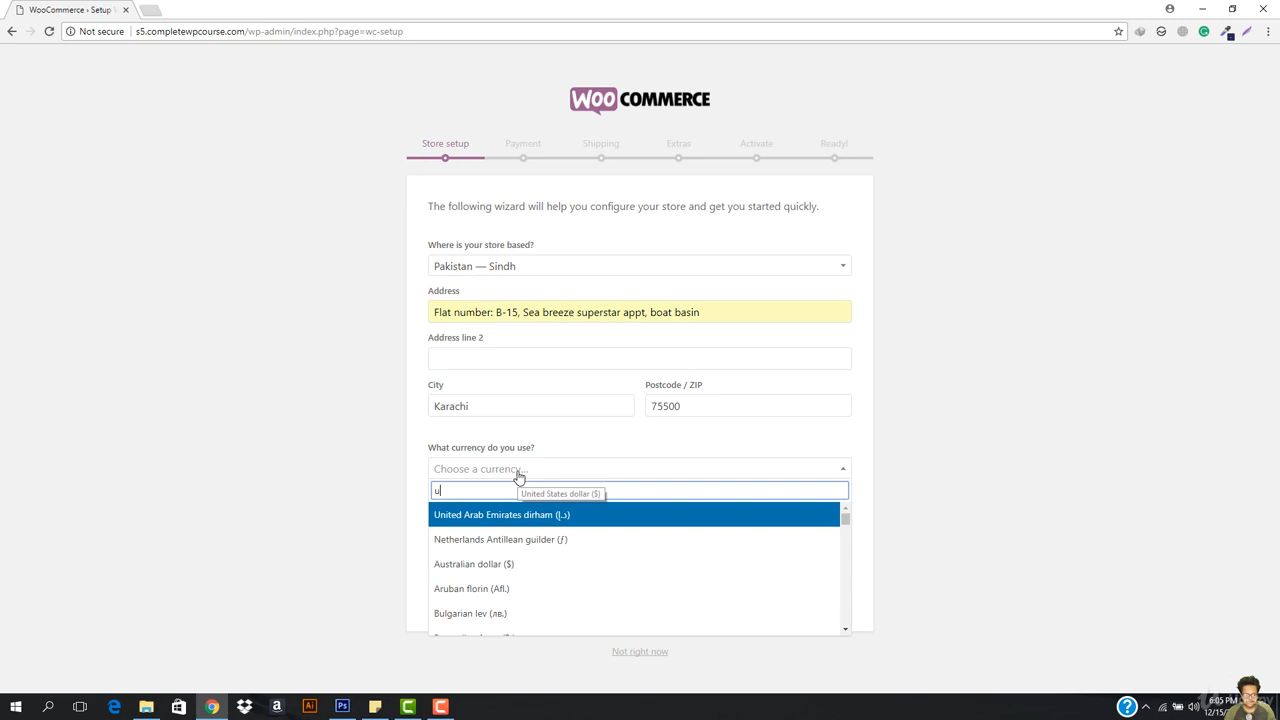 WooCommerce › Setup W
Not secure
s5.completewpcourse.com/wp-admin/index.php?page=wc-setup
WOOCOMMERCE
Store setup
Payment
Shipping
Extras
Activate
Ready!
The following wizard will help you configure your store and get you started quickly.
Where is your store based?
Pakistan — Sindh
Address
Flat number: B-15, Sea breeze superstar appt, boat basin
Address line 2
City
Postcode / ZIP
Karachi
75500
What currency do you use?
Choose a currency...
u
United States dollar ($)
United Arab Emirates dirham (د.إ)
Netherlands Antillean guilder (ƒ)
Australian dollar ($)
Aruban florin (Afl.)
Bulgarian lev (лв.)
Not right now
6:05 PM